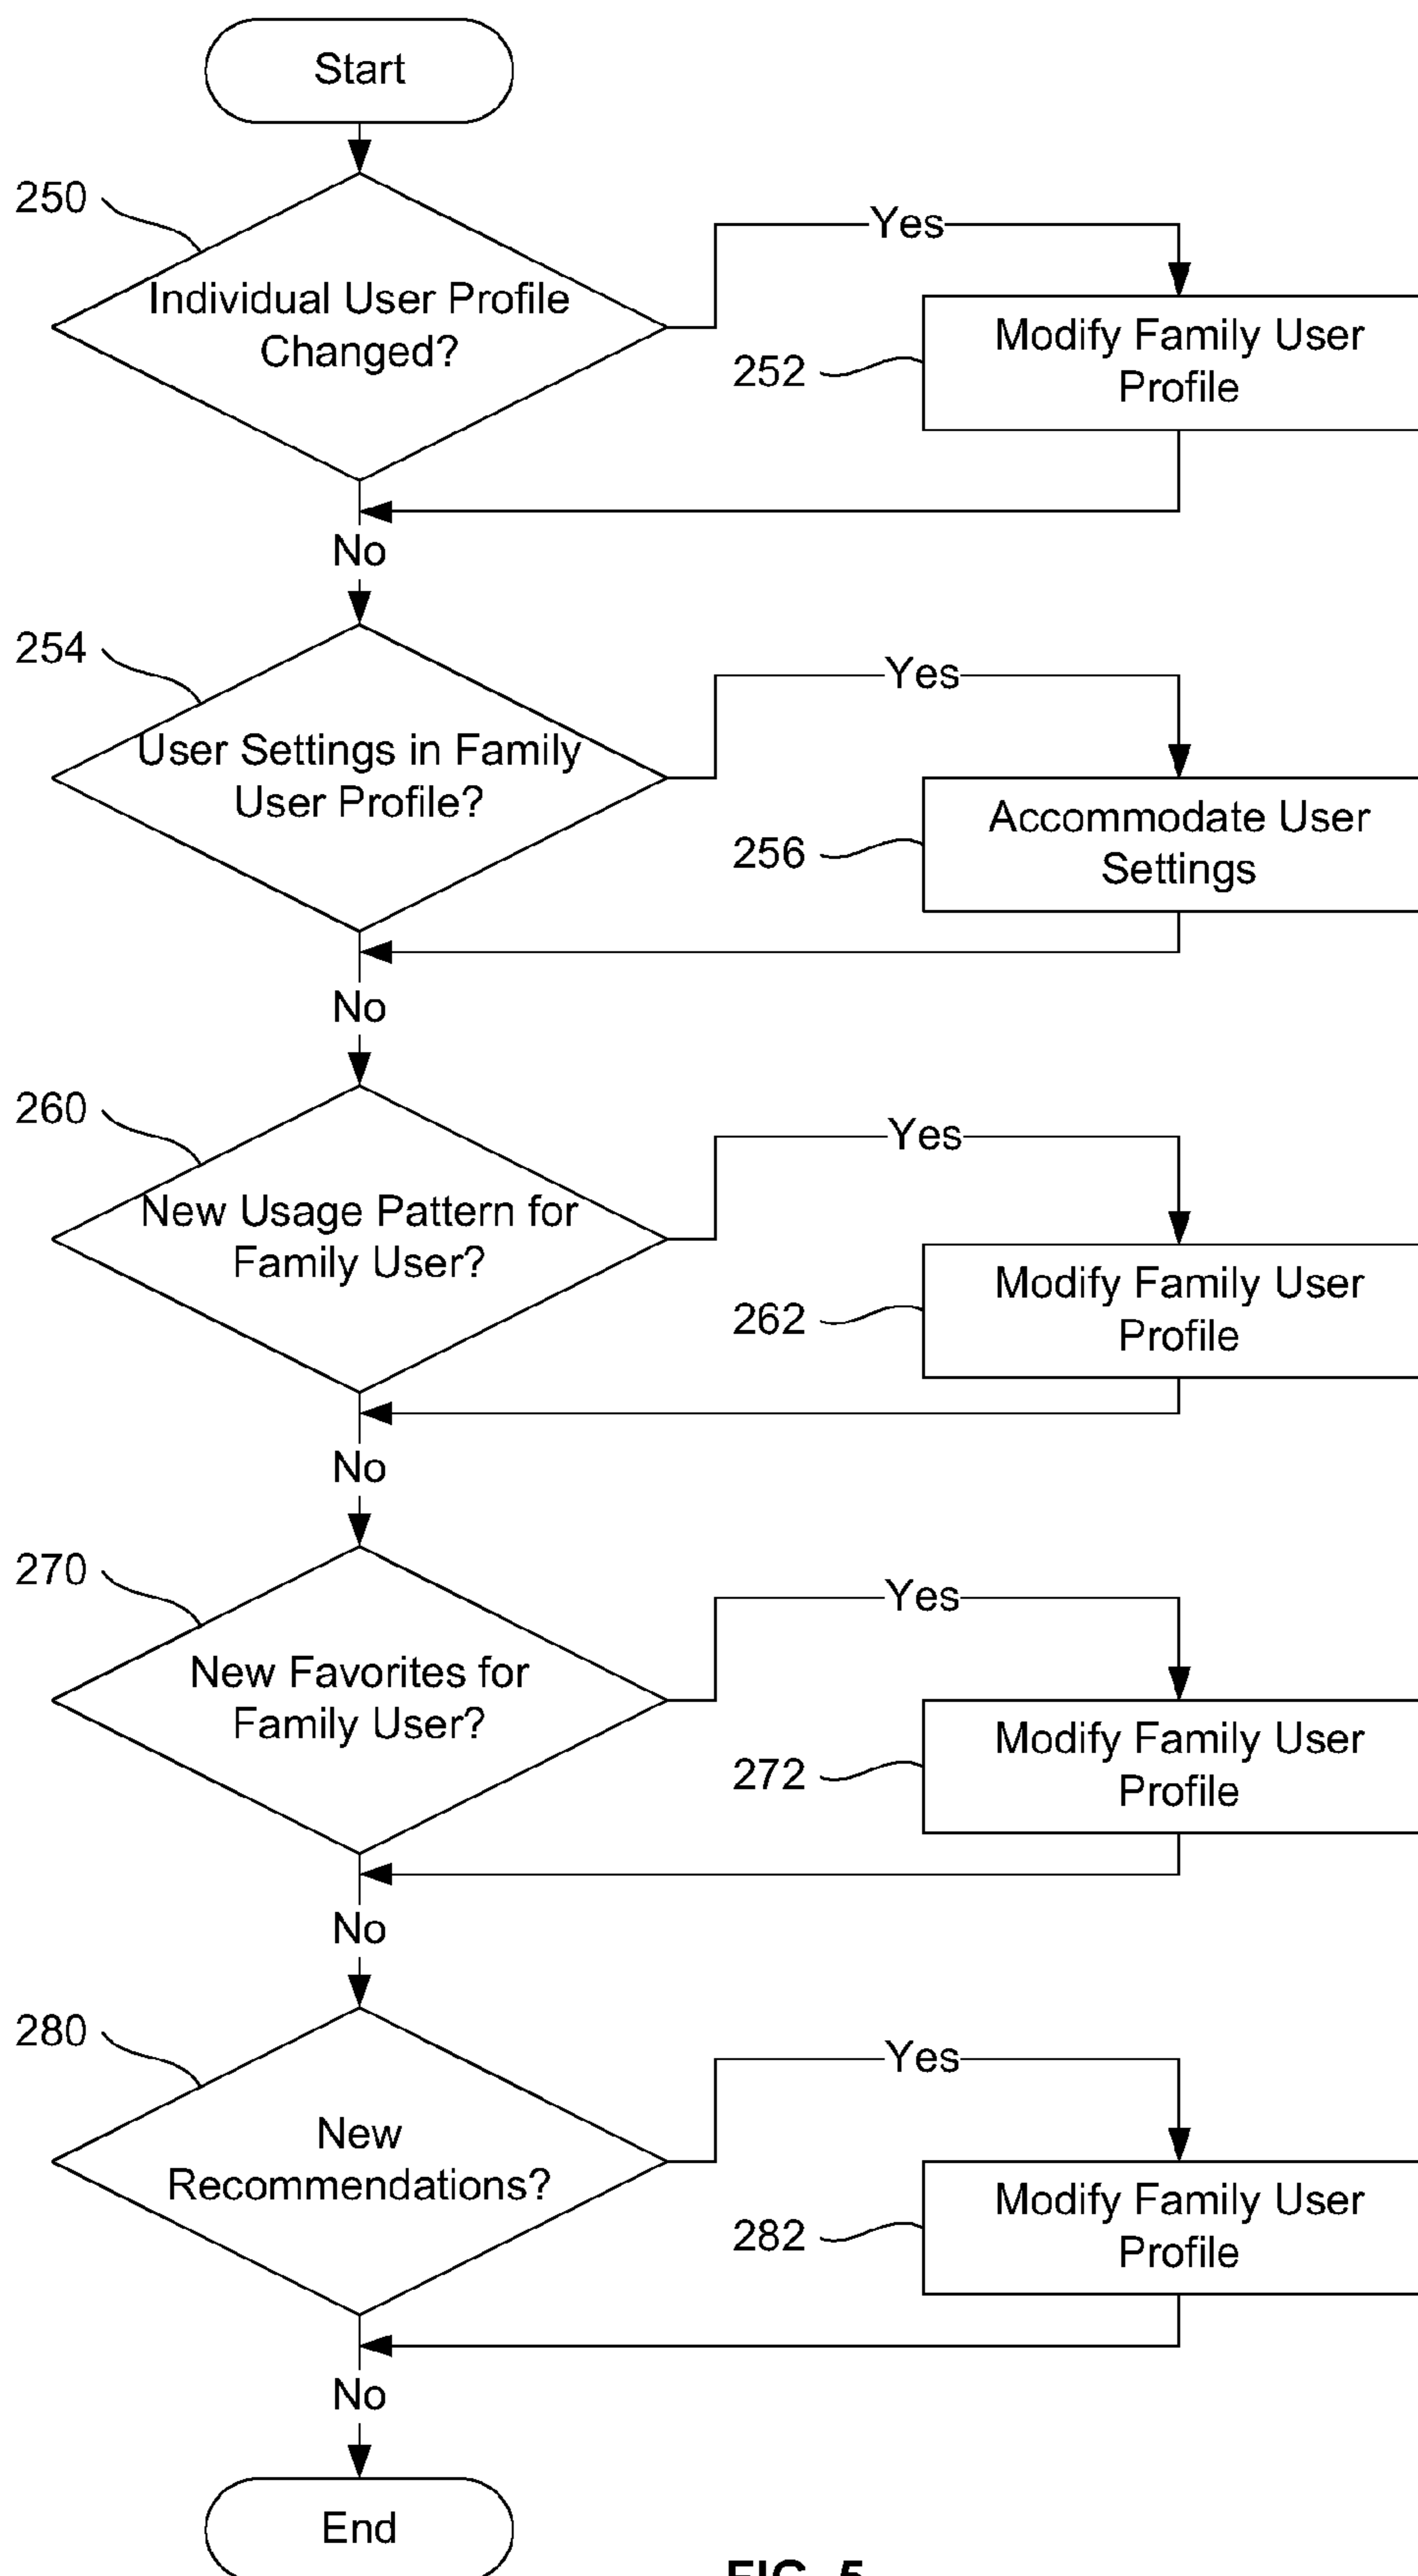 Start
250
Yes
Individual User Profile
Changed?
252
Modify Family User
Profile
No
254
Yes
User Settings in Family
User Profile?
256
Accommodate User
Settings
No
260
Yes
New Usage Pattern for
Family User?
262
Modify Family User
Profile
No
270
Yes
New Favorites for
Family User?
272
Modify Family User
Profile
No
280
Yes
New
Recommendations?
282
Modify Family User
Profile
No
End
FIG. 5